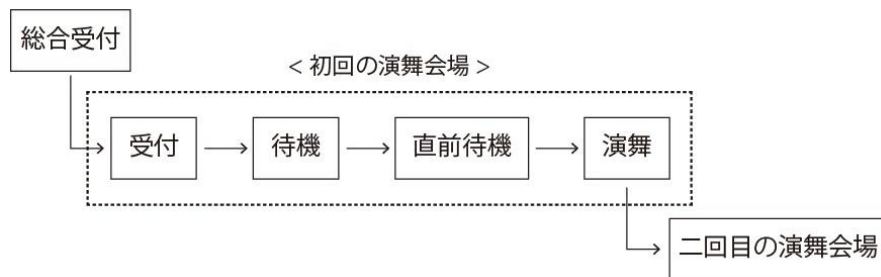 総合受付
< 初回の演舞会場 >
受付
待機
直前待機
演舞
二回目の演舞会場